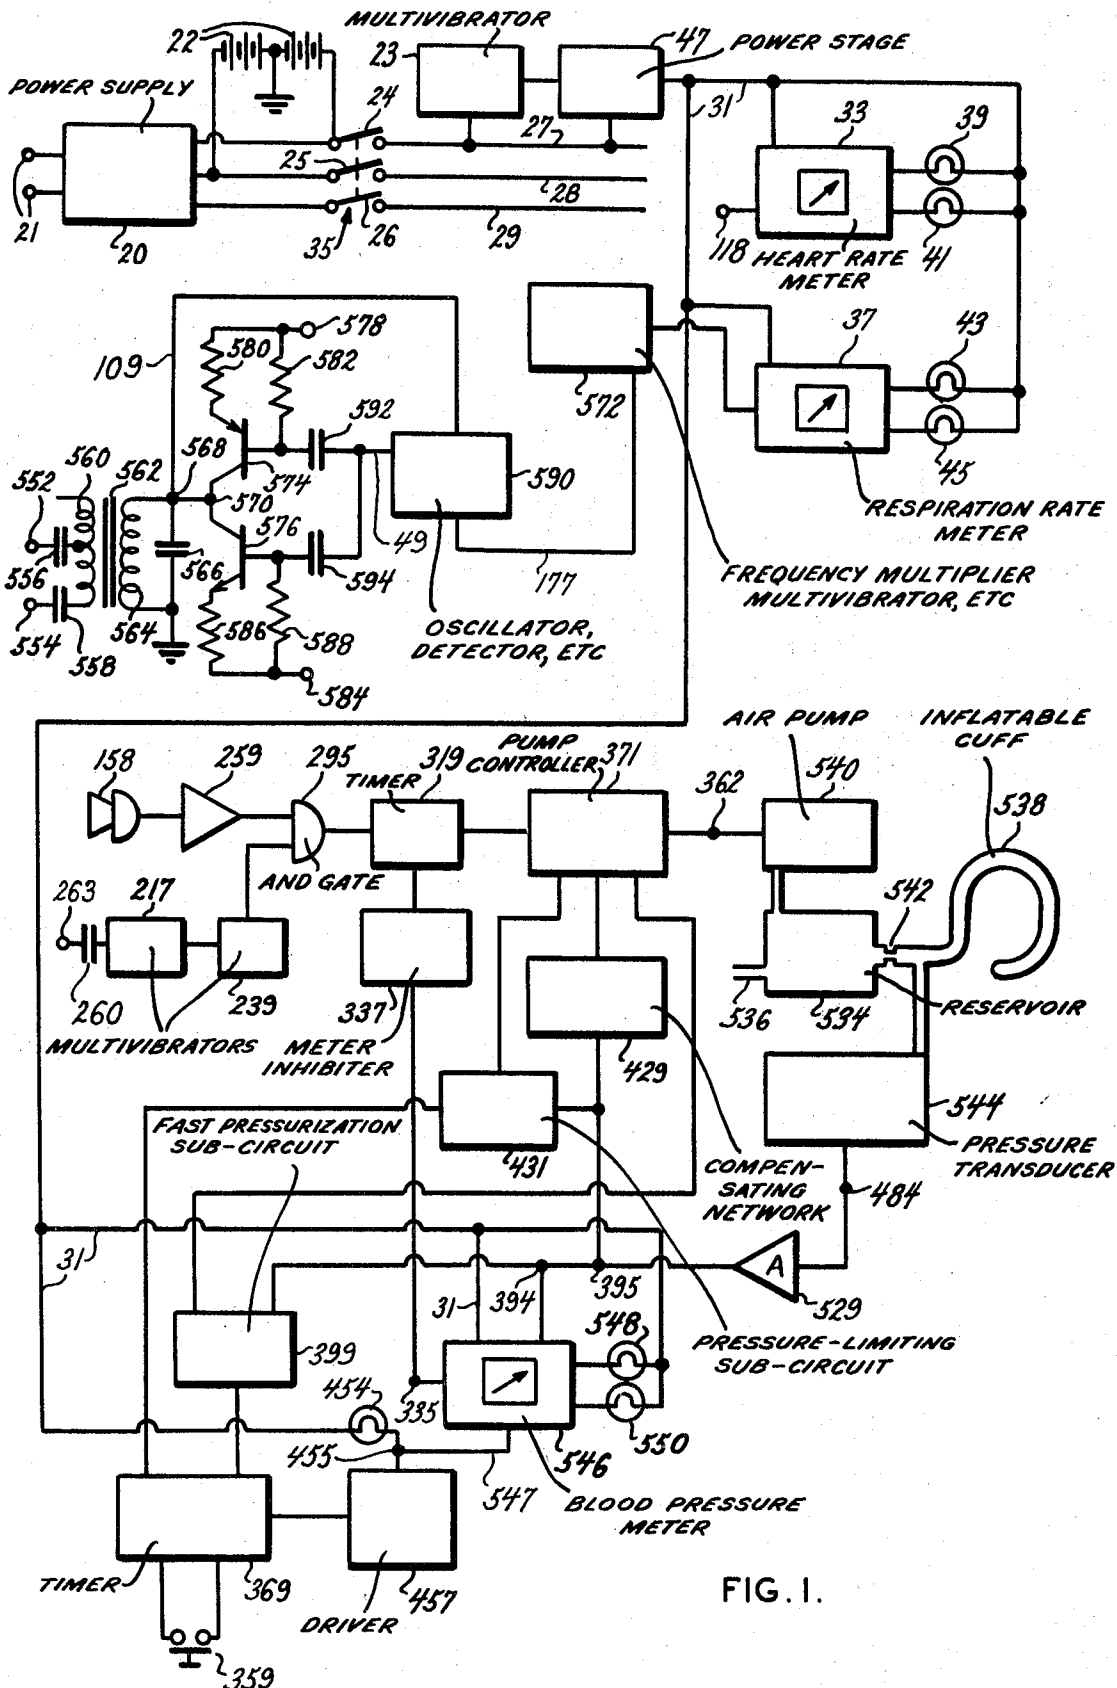 MULTIVIBRATOR
22
23
47
POWER STAGE
POWER SUPPLY
24
31
33
39
25
27
28
21
20
35
26
29
118
HEART RATE
METER
41
578
580
582
109
592
572
37
43
45
560
562
568
552
574
590
570
576
RESPIRATION RATE
METER
49
556
566
594
177
FREQUENCY MULTIPLIER
MULTIVIBRATOR, ETC
554
558
564
586
588
OSCILLATOR,
DETECTOR, ETC
584
AIR PUMP
INFLATABLE
CUFF
158
259
295
319
TIMER
PUMP
CONTROLLER
371
362
540
538
AND GATE
263
217
542
260
239
337
536
534
RESERVOIR
MULTIVIBRATORS
METER
INHIBITER
429
FAST PRESSURIZATION
SUB-CIRCUIT
431
544
PRESSURE
TRANSDUCER
COMPEN-
SATING
NETWORK
484
31
31
394
395
A
529
548
399
PRESSURE-LIMITING
SUB-CIRCUIT
454
335
550
455
546
547
BLOOD PRESSURE
METER
TIMER
369
457
DRIVER
FIG. 1.
359